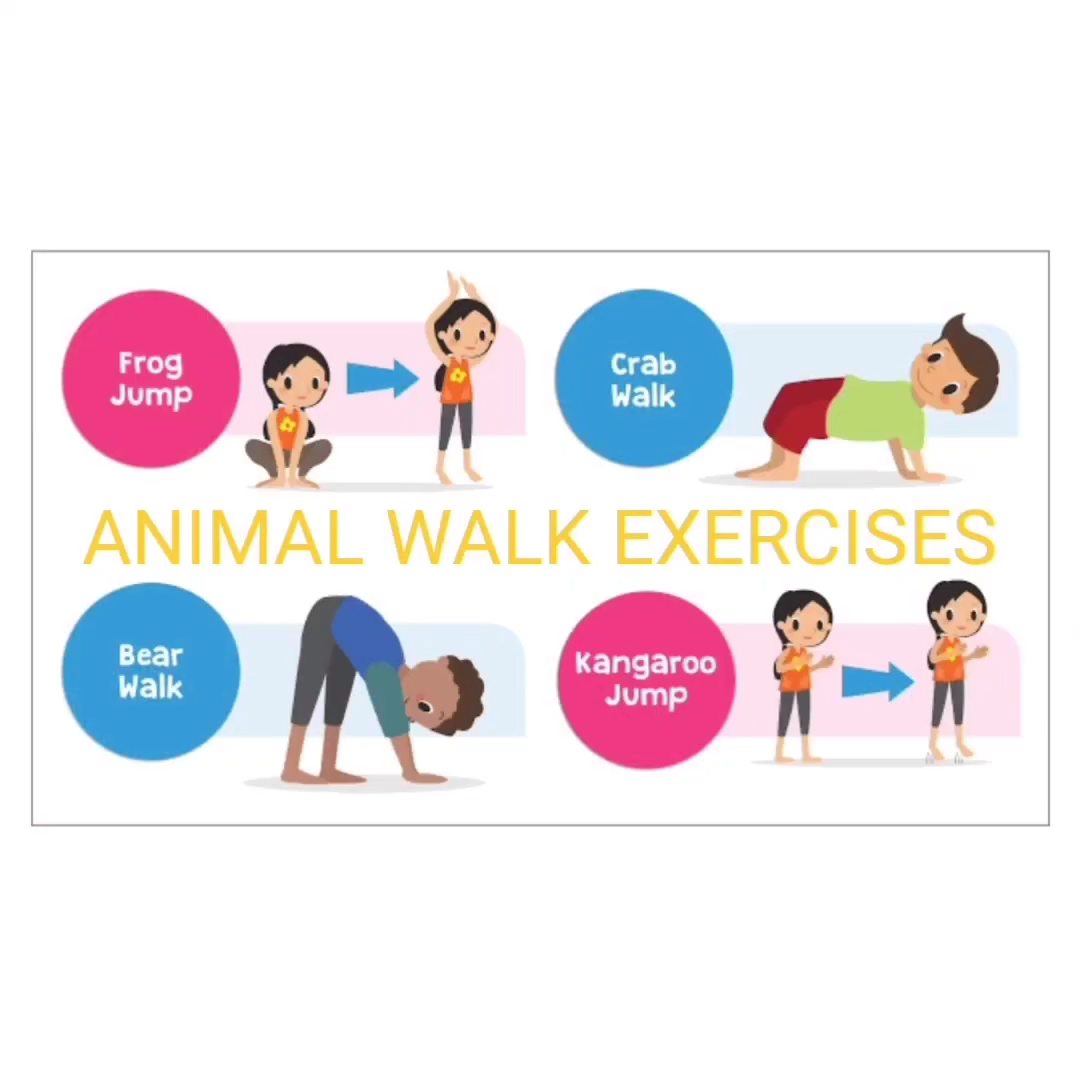 Frog
Jump
Crab
Walk
ANIMAL WALK EXERCISES
Bear
Walk
Kangaroo
Jump